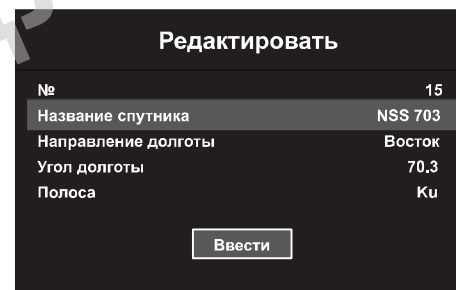 Редактировать
№ 15
Название спутника NSS 703
Направление долготы Восток
Угол долготы 70.3
Полоса Ku
Ввести